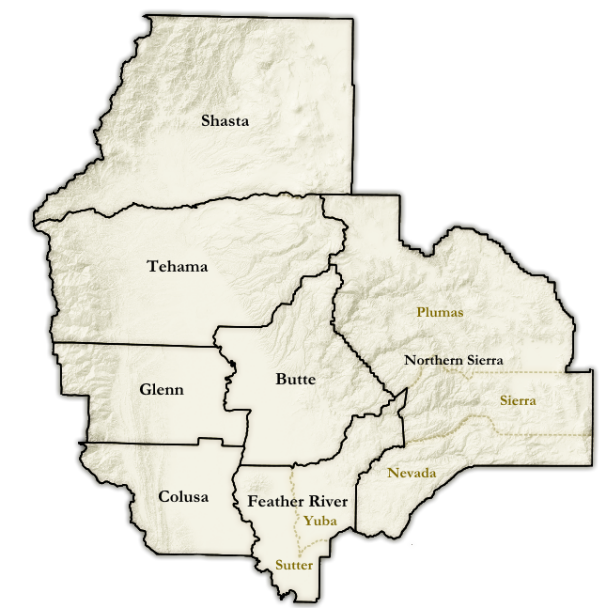 Shasta
Tehama
Plumas
Northern Sierra
Butte
Glenn
Sierra
Nevada
Colusa
Feather River
Yuba
Sutter